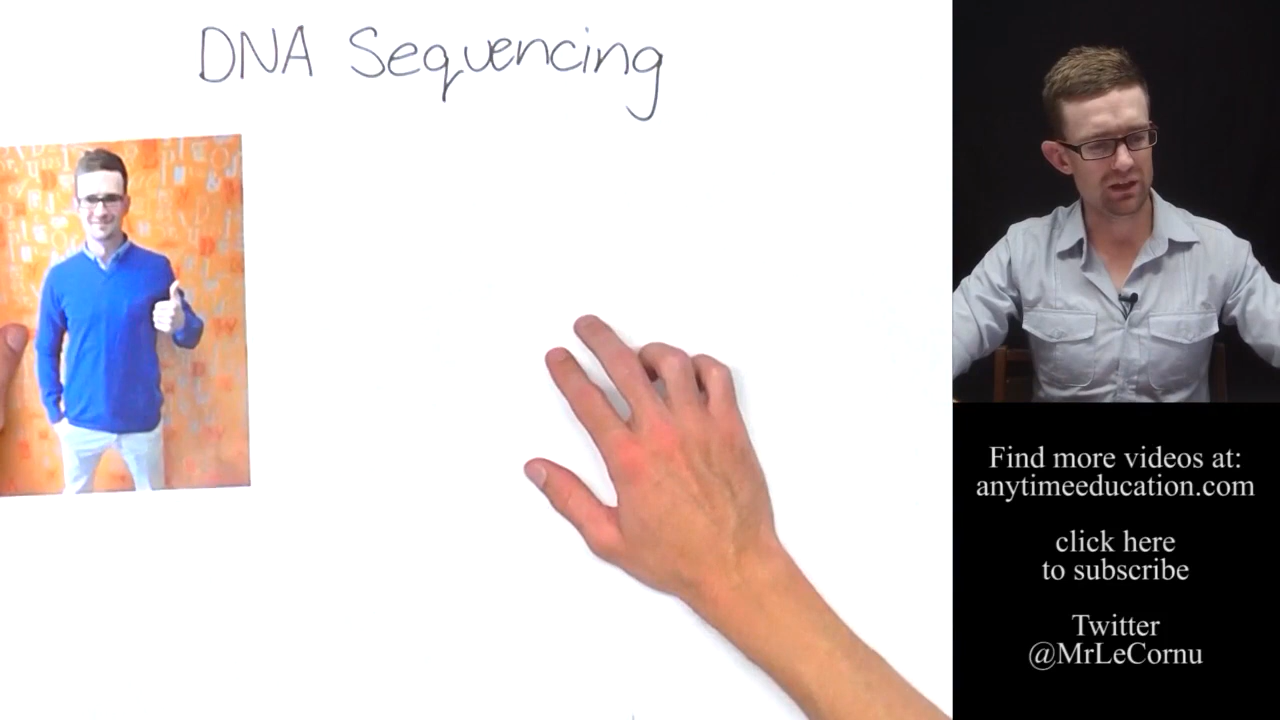 DNA Sequencing
Find more videos at:
anytimeeducation.com
click here
to subscribe
Twitter
@MrLeCornu